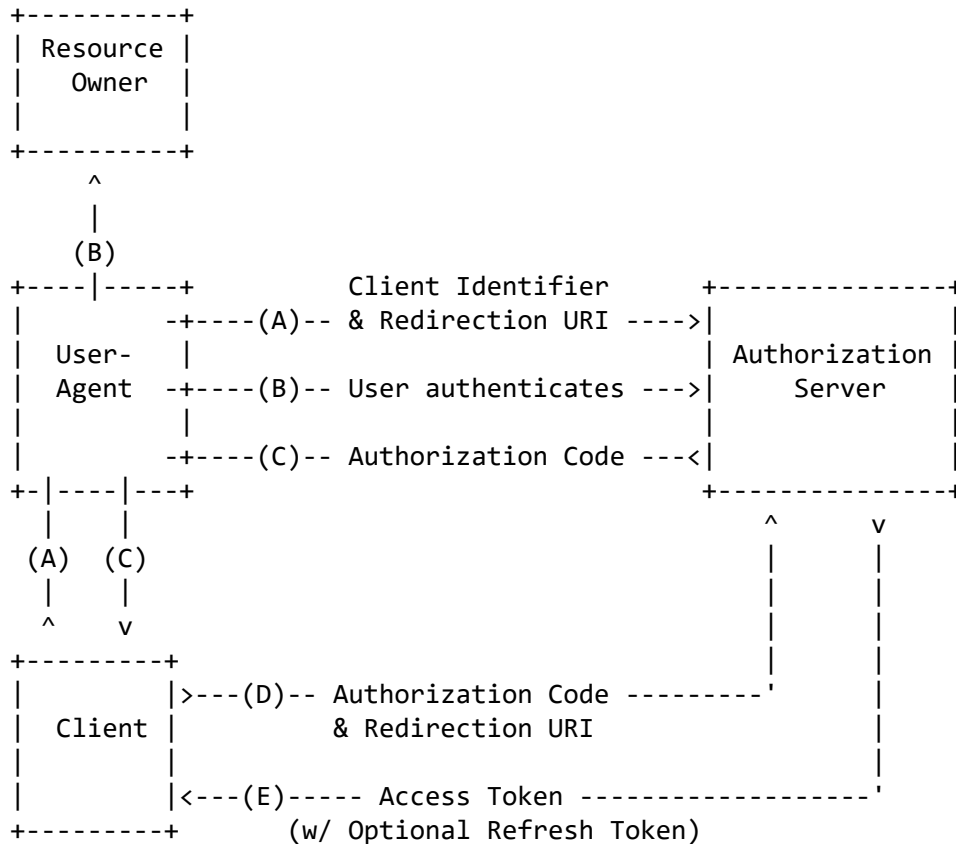 +----------+
| Resource |
|   Owner  |
|          |
+----------+
     ^
     |
    (B)
+----|-----+          Client Identifier      +---------------+
|         -+----(A)-- & Redirection URI ---->|               |
|  User-   |                                 | Authorization |
|  Agent  -+----(B)-- User authenticates --->|     Server    |
|          |                                 |               |
|         -+----(C)-- Authorization Code ---<|               |
+-|----|---+                                 +---------------+
  |    |                                         ^      v
 (A)  (C)                                        |      |
  |    |                                         |      |
  ^    v                                         |      |
+---------+                                      |      |
|         |>---(D)-- Authorization Code ---------'      |
|  Client |          & Redirection URI                  |
|         |                                             |
|         |<---(E)----- Access Token -------------------'
+---------+       (w/ Optional Refresh Token)